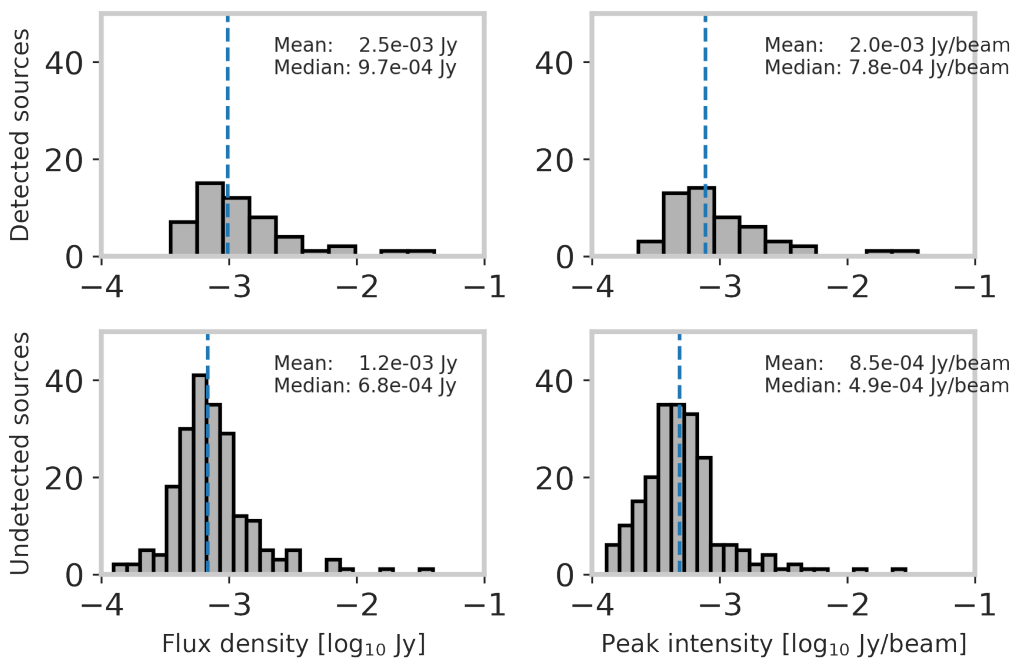 Detected sources
40
20
0
−4
−3
−2
−1
Mean: 2.5e-03 Jy
Median: 9.7e-04 Jy
40
20
0
−4
−3
−2
−1
Mean: 2.0e-03 Jy/beam
Median: 7.8e-04 Jy/beam
Undetected sources
40
20
0
−4
−3
−2
−1
Mean: 1.2e-03 Jy
Median: 6.8e-04 Jy
Flux density [log₁₀ Jy]
40
20
0
−4
−3
−2
−1
Mean: 8.5e-04 Jy/beam
Median: 4.9e-04 Jy/beam
Peak intensity [log₁₀ Jy/beam]